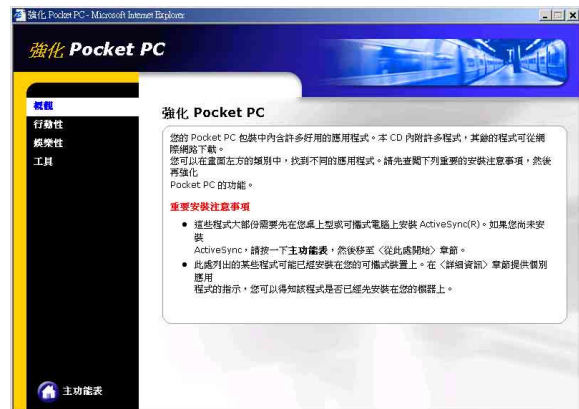 強化 Pocket PC - Microsoft Internet Explorer
強化 Pocket PC
概觀
行動性
娛樂性
工具
主功能表
強化 Pocket PC
您的 Pocket PC 包裝中內含許多好用的應用程式。本 CD 內附許多程式，其餘的程式可從網
際網路下載。
您可以在畫面左方的類別中，找到不同的應用程式。請先查閱下列重要的安裝注意事項，然後
再強化
Pocket PC 的功能。
重要安裝注意事項
● 這些程式大部份需要先在您桌上型或可攜式電腦上安裝 ActiveSync(R)。如果您尚未安
裝
ActiveSync，請按一下主功能表，然後移至〈從此處開始〉章節。
● 此處列出的某些程式可能已經安裝在您的可攜式裝置上。在〈詳細資訊〉章節提供個別
應用
程式的指示，您可以得知該程式是否已經先安裝在您的機器上。